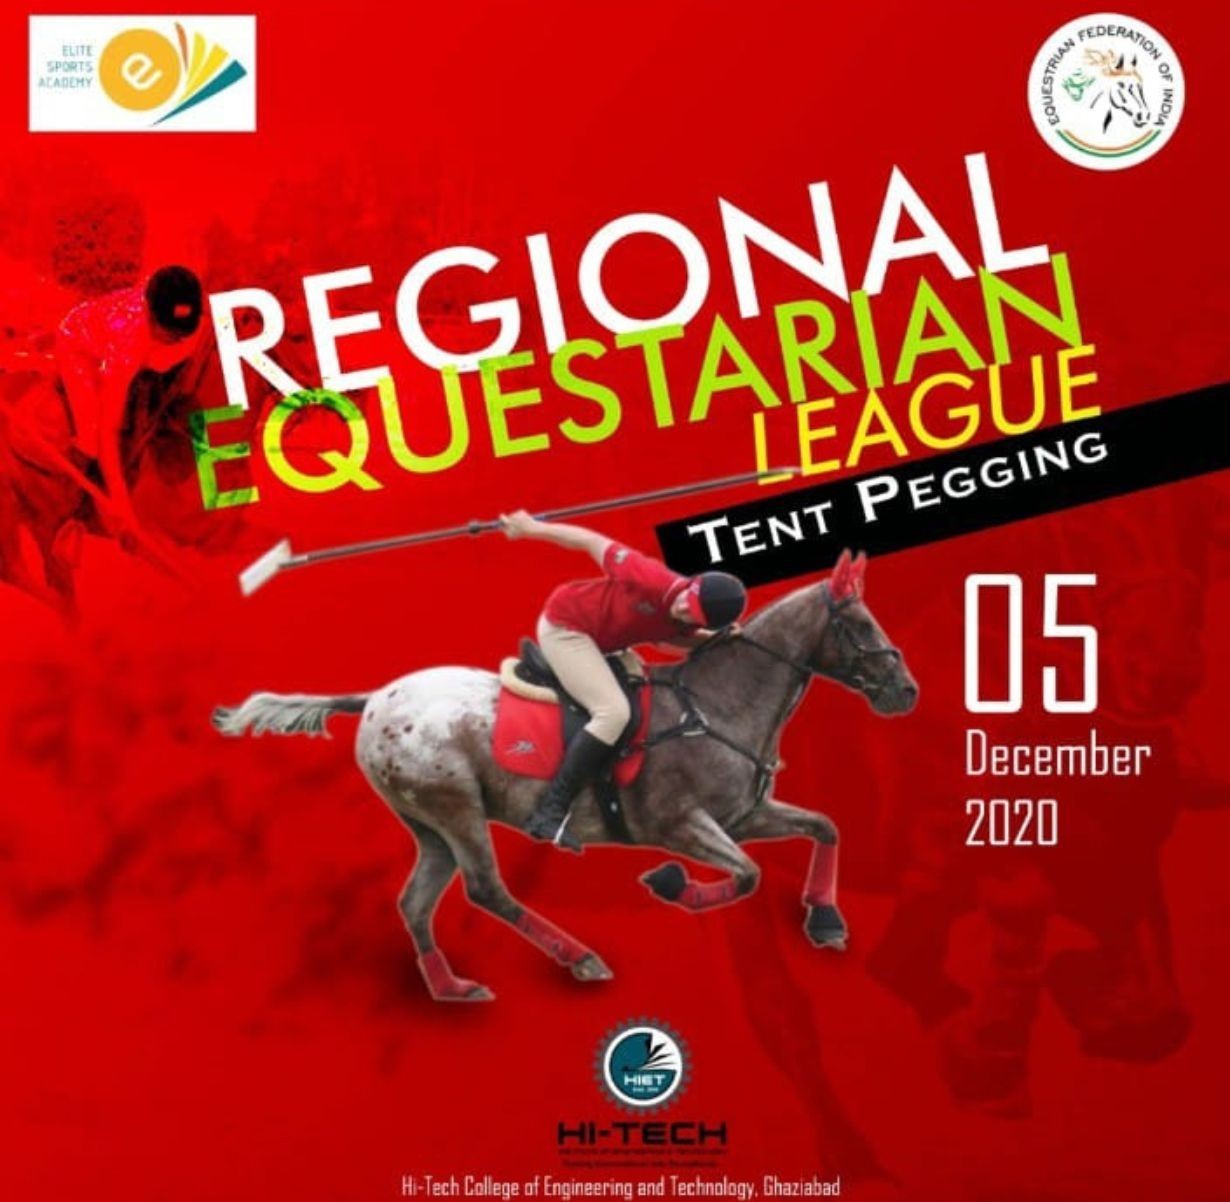 ELITE
SPORTS
ACADEMY
e
EQUESTRIAN FEDERATION OF INDIA
REGIONAL
EQUESTARIAN
LEAGUE
TENT PEGGING
05
December
2020
HIET
HI-TECH
Hi-Tech College of Engineering and Technology, Ghaziabad